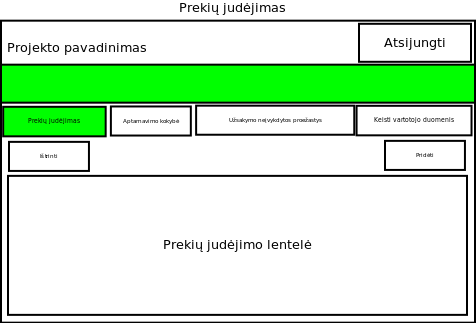 Prekių judėjimas
Projekto pavadinimas
Atsijungti
Prekių judėjimas
Aptarnavimo kokybė
Užsakymo neįvykdytos priežastys
Keisti vartotojo duomenis
Ištrinti
Pridėti
Prekių judėjimo lentelė